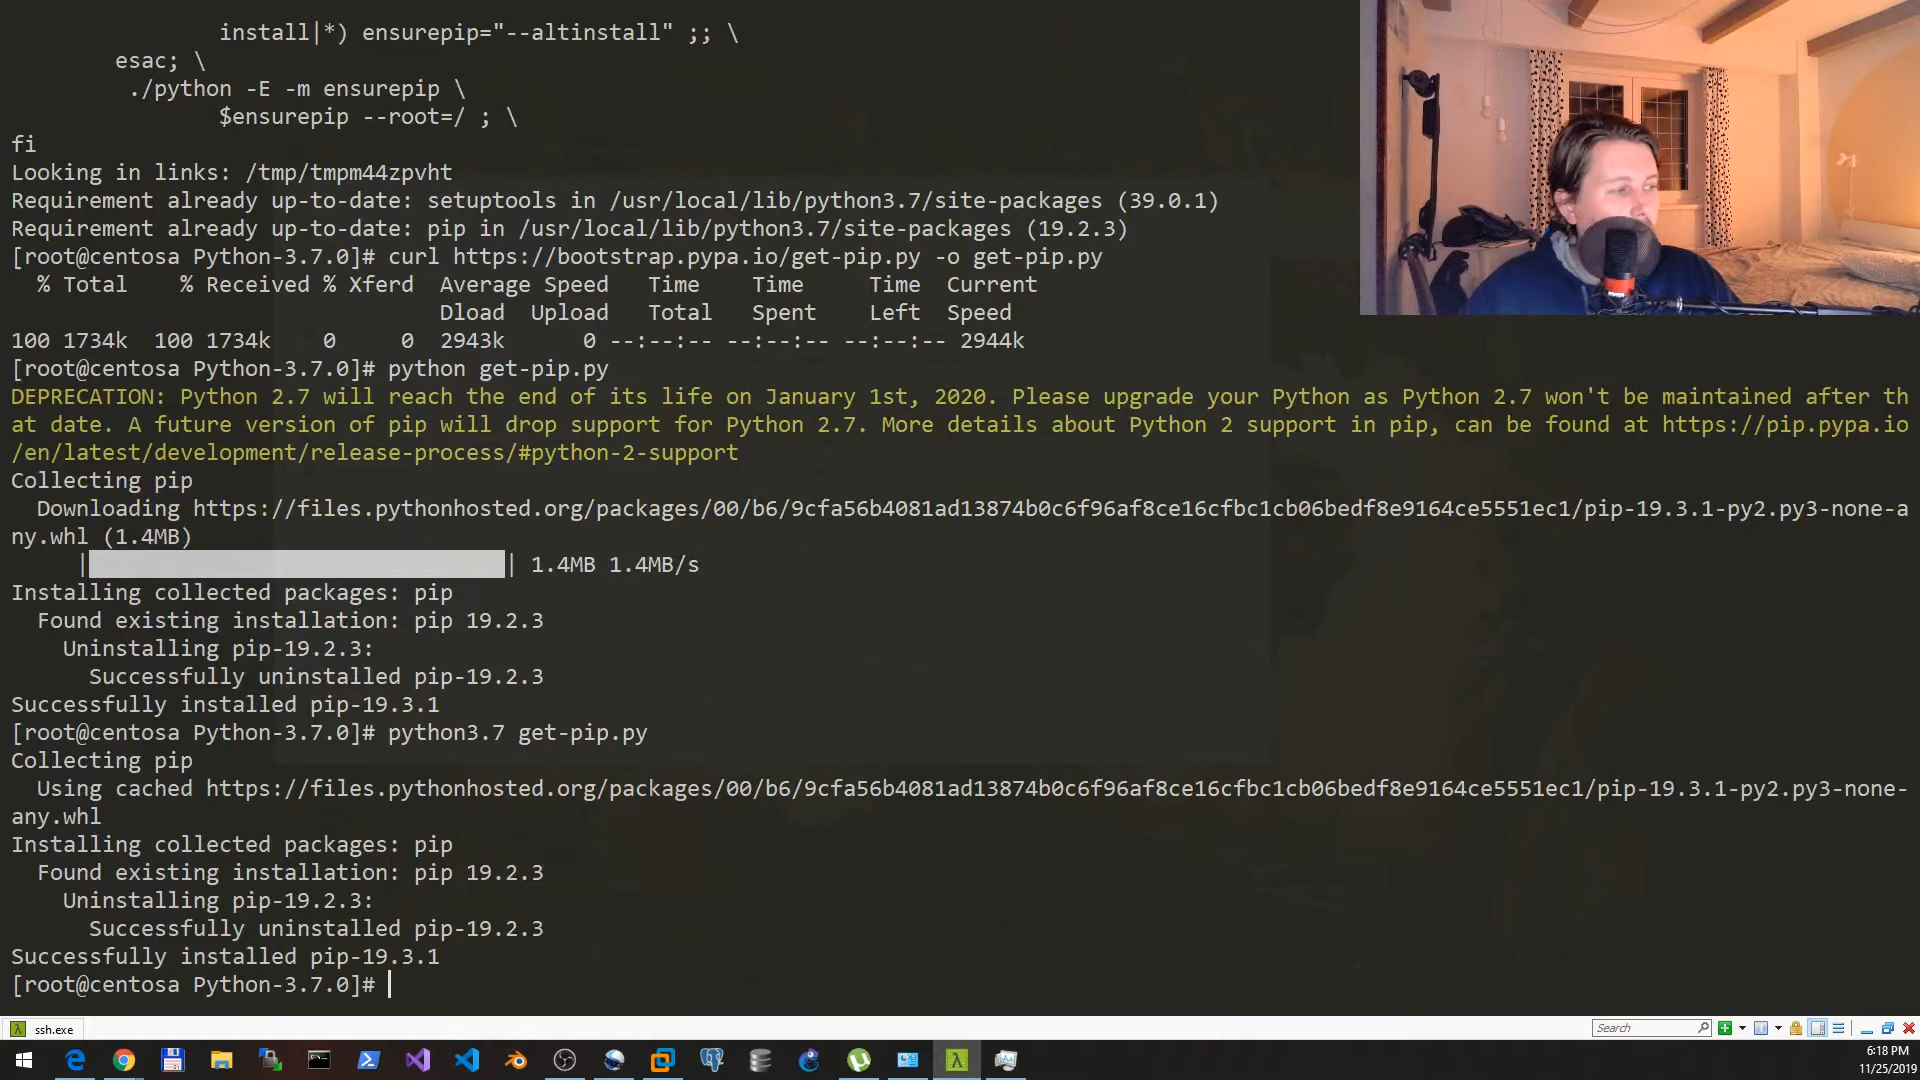 install|*) ensurepip="--altinstall" ;; \
esac; \
./python -E -m ensurepip \
$ensurepip --root=/ ; \
fi
Looking in links: /tmp/tmpm44zpvht
Requirement already up-to-date: setuptools in /usr/local/lib/python3.7/site-packages (39.0.1)
Requirement already up-to-date: pip in /usr/local/lib/python3.7/site-packages (19.2.3)
[root@centosa Python-3.7.0]# curl https://bootstrap.pypa.io/get-pip.py -o get-pip.py
% Total % Received % Xferd Average Speed Time Time Time Current
Dload Upload Total Spent Left Speed
100 1734k 100 1734k 0 0 2943k 0 --:--:-- --:--:-- --:--:-- 2944k
[root@centosa Python-3.7.0]# python get-pip.py
DEPRECATION: Python 2.7 will reach the end of its life on January 1st, 2020. Please upgrade your Python as Python 2.7 won't be maintained after th
at date. A future version of pip will drop support for Python 2.7. More details about Python 2 support in pip, can be found at https://pip.pypa.io
/en/latest/development/release-process/#python-2-support
Collecting pip
Downloading https://files.pythonhosted.org/packages/00/b6/9cfa56b4081ad13874b0c6f96af8ce16cfbc1cb06bedf8e9164ce5551ec1/pip-19.3.1-py2.py3-none-a
ny.whl (1.4MB)
| | 1.4MB 1.4MB/s
Installing collected packages: pip
Found existing installation: pip 19.2.3
Uninstalling pip-19.2.3:
Successfully uninstalled pip-19.2.3
Successfully installed pip-19.3.1
[root@centosa Python-3.7.0]# python3.7 get-pip.py
Collecting pip
Using cached https://files.pythonhosted.org/packages/00/b6/9cfa56b4081ad13874b0c6f96af8ce16cfbc1cb06bedf8e9164ce5551ec1/pip-19.3.1-py2.py3-none-
any.whl
Installing collected packages: pip
Found existing installation: pip 19.2.3
Uninstalling pip-19.2.3:
Successfully uninstalled pip-19.2.3
Successfully installed pip-19.3.1
[root@centosa Python-3.7.0]#
λ ssh.exe
Search
6:18 PM
11/25/2019